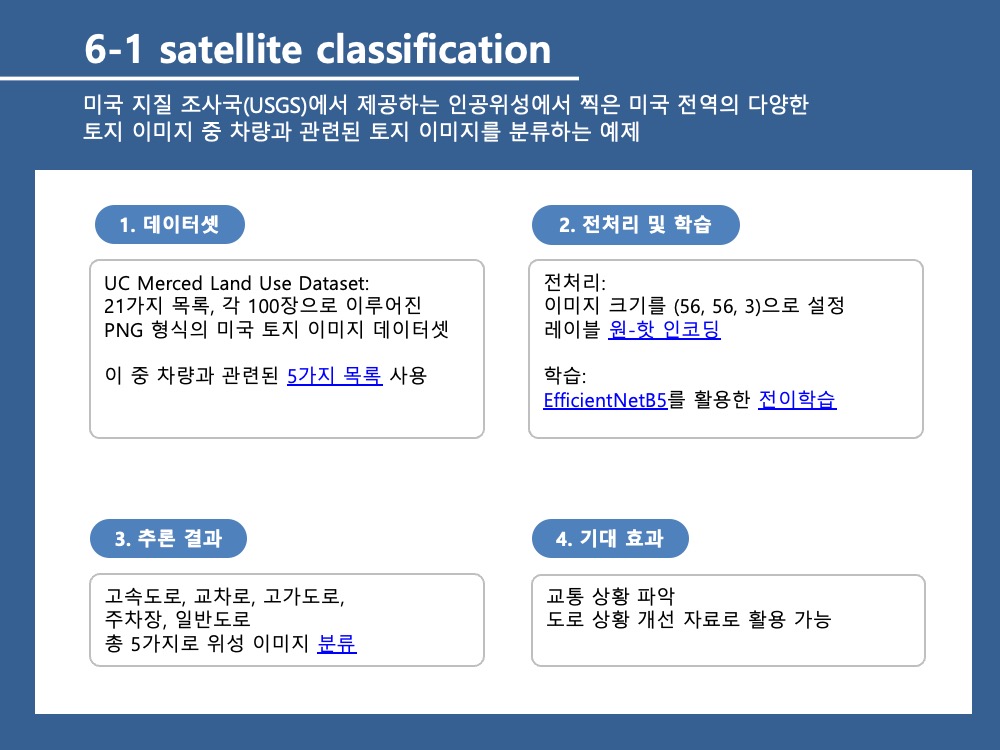 6-1 satellite classification
미국 지질 조사국(USGS)에서 제공하는 인공위성에서 찍은 미국 전역의 다양한
토지 이미지 중 차량과 관련된 토지 이미지를 분류하는 예제
1. 데이터셋
UC Merced Land Use Dataset:
21가지 목록, 각 100장으로 이루어진
PNG 형식의 미국 토지 이미지 데이터셋
이 중 차량과 관련된 5가지 목록 사용
2. 전처리 및 학습
전처리:
이미지 크기를 (56, 56, 3)으로 설정
레이블 원-핫 인코딩
학습:
EfficientNetB5를 활용한 전이학습
3. 추론 결과
고속도로, 교차로, 고가도로,
주차장, 일반도로
총 5가지로 위성 이미지 분류
4. 기대 효과
교통 상황 파악
도로 상황 개선 자료로 활용 가능